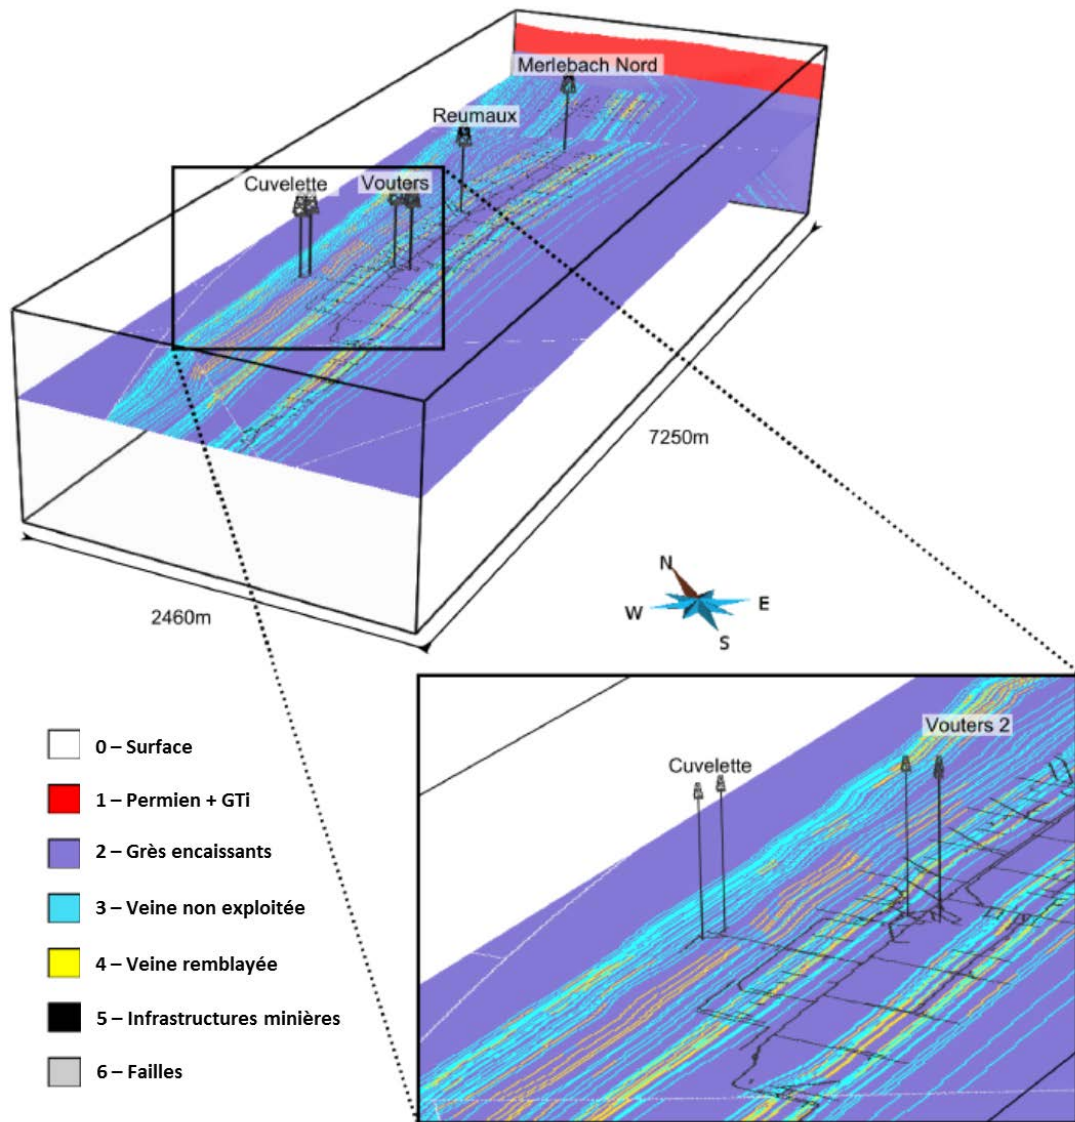 Merlebach Nord
Reumaux
Cuvelette
Vouters
7250m
2460m
N
W
E
S
Vouters 2
Cuvelette
0 – Surface
1 – Permien + GTi
2 – Grès encaissants
3 – Veine non exploitée
4 – Veine remblayée
5 – Infrastructures minières
6 – Failles